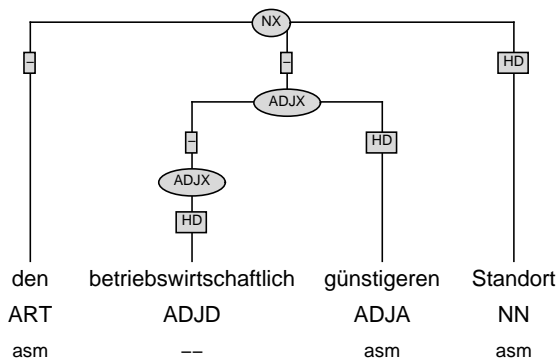 NX
– – HD
ADJX
– HD
ADJX
HD
den betriebswirtschaftlich günstigeren Standort
ART ADJD ADJA NN
asm –– asm asm